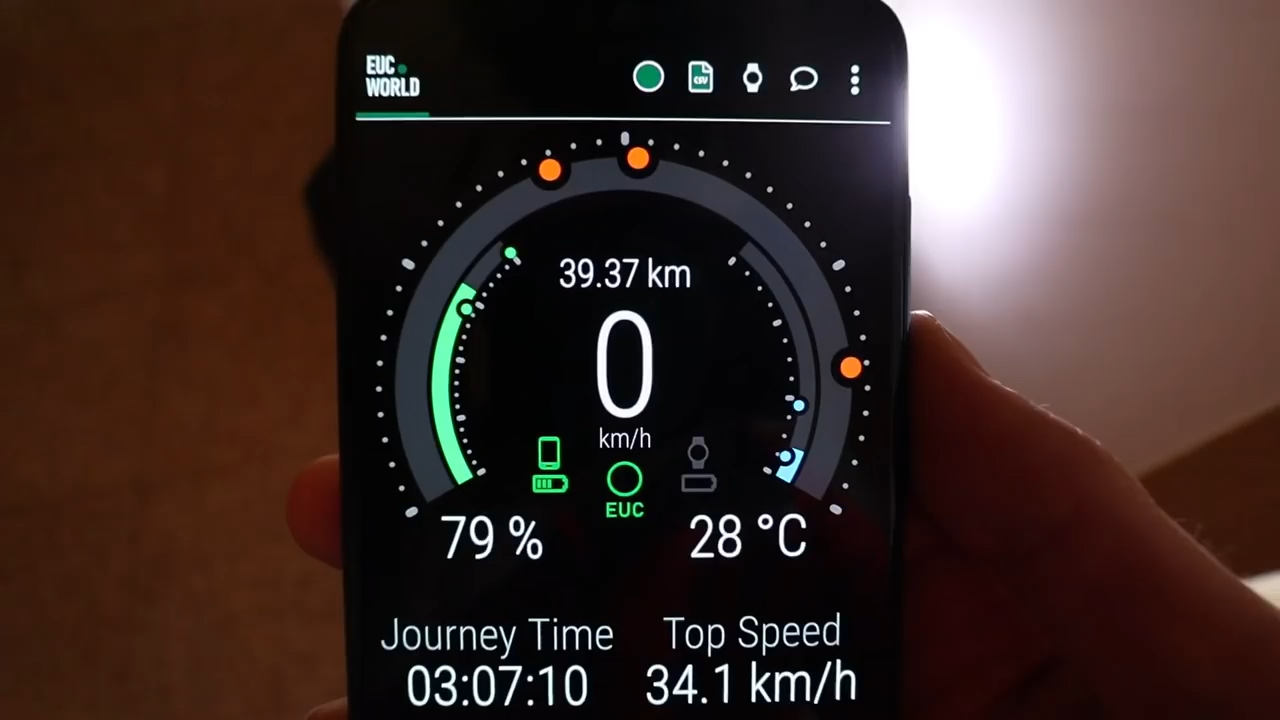 EUC
WORLD
CSV
39.37 km
0
km/h
EUC
79 %
28 °C
Journey Time
Top Speed
03:07:10
34.1 km/h